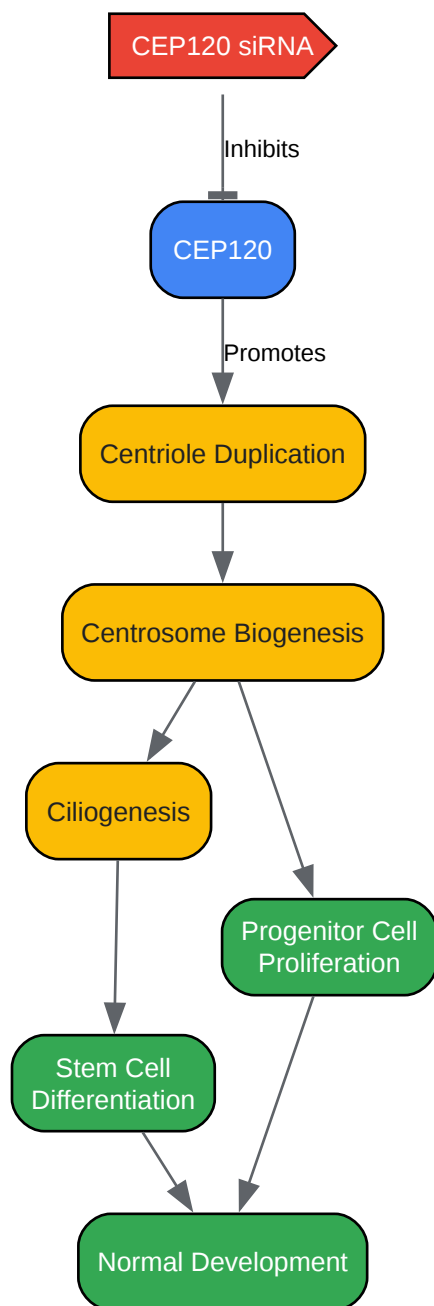 CEP120 siRNA
Inhibits
CEP120
Promotes
Centriole Duplication
Centrosome Biogenesis
Ciliogenesis
Progenitor Cell
Proliferation
Stem Cell
Differentiation
Normal Development